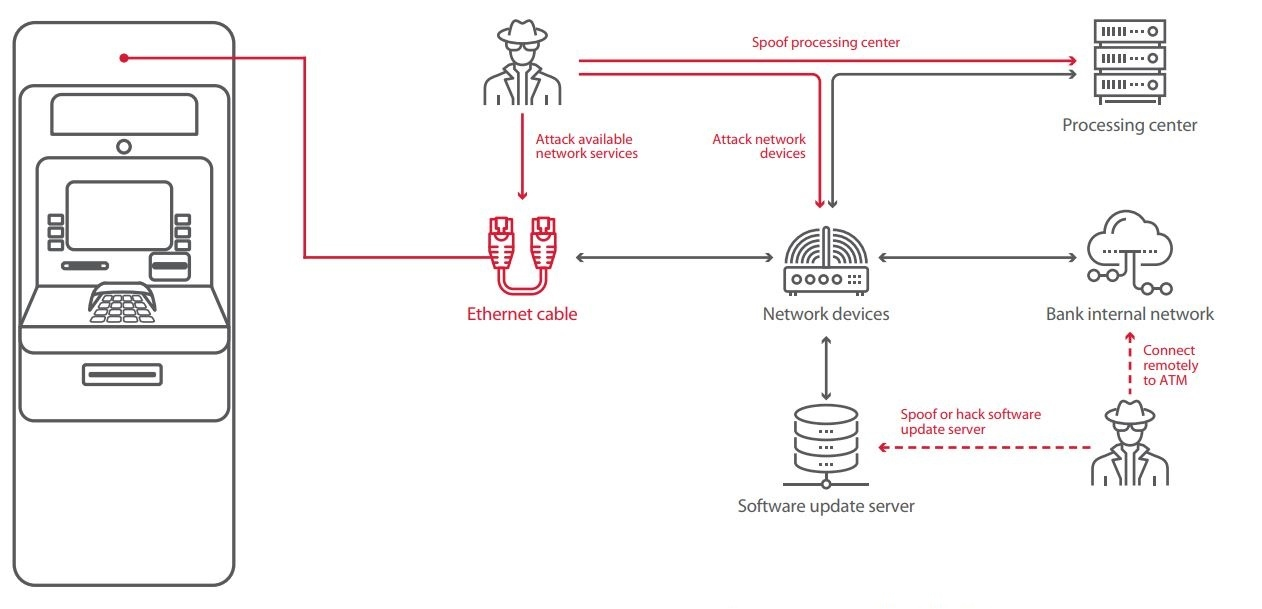 Spoof processing center
Processing center
Attack available
network services
Attack network
devices
Ethernet cable
Network devices
Bank internal network
Connect
remotely
to ATM
Spoof or hack software
update server
Software update server